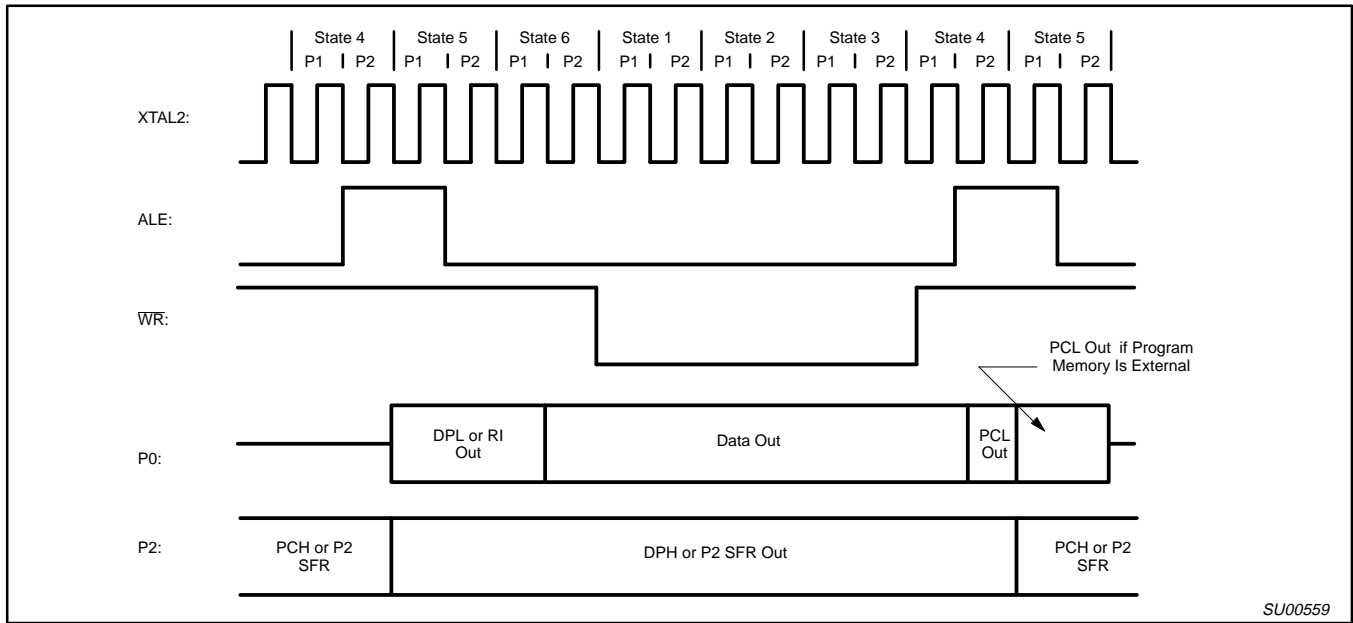 State 4 State 5 State 6 State 1 State 2 State 3 State 4 State 5
P1 P2 P1 P2 P1 P2 P1 P2 P1 P2 P1 P2 P1 P2 P1 P2
XTAL2:
ALE:
WR:
PCL Out if Program
Memory Is External
P0:
DPL or RI
Out
Data Out
PCL
Out
P2:
PCH or P2
SFR
DPH or P2 SFR Out
PCH or P2
SFR
SU00559